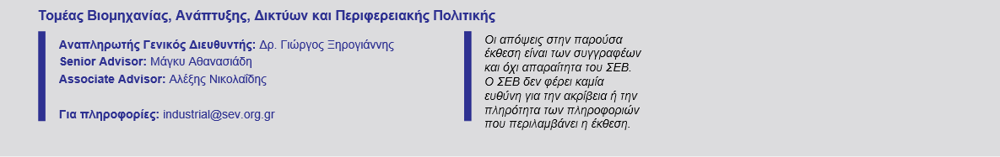 Τομέας Βιομηχανίας, Ανάπτυξης, Δικτύων και Περιφερειακής Πολιτικής
Αναπληρωτής Γενικός Διευθυντής: Δρ. Γιώργος Ξηρογιάννης
Senior Advisor: Μάγκυ Αθανασιάδη
Associate Advisor: Αλέξης Νικολαΐδης
Για πληροφορίες: industrial@sev.org.gr
Οι απόψεις στην παρούσα
έκθεση είναι των συγγραφέων
και όχι απαραίτητα του ΣΕΒ.
Ο ΣΕΒ δεν φέρει καμία
ευθύνη για την ακρίβεια ή την
πληρότητα των πληροφοριών
που περιλαμβάνει η έκθεση.